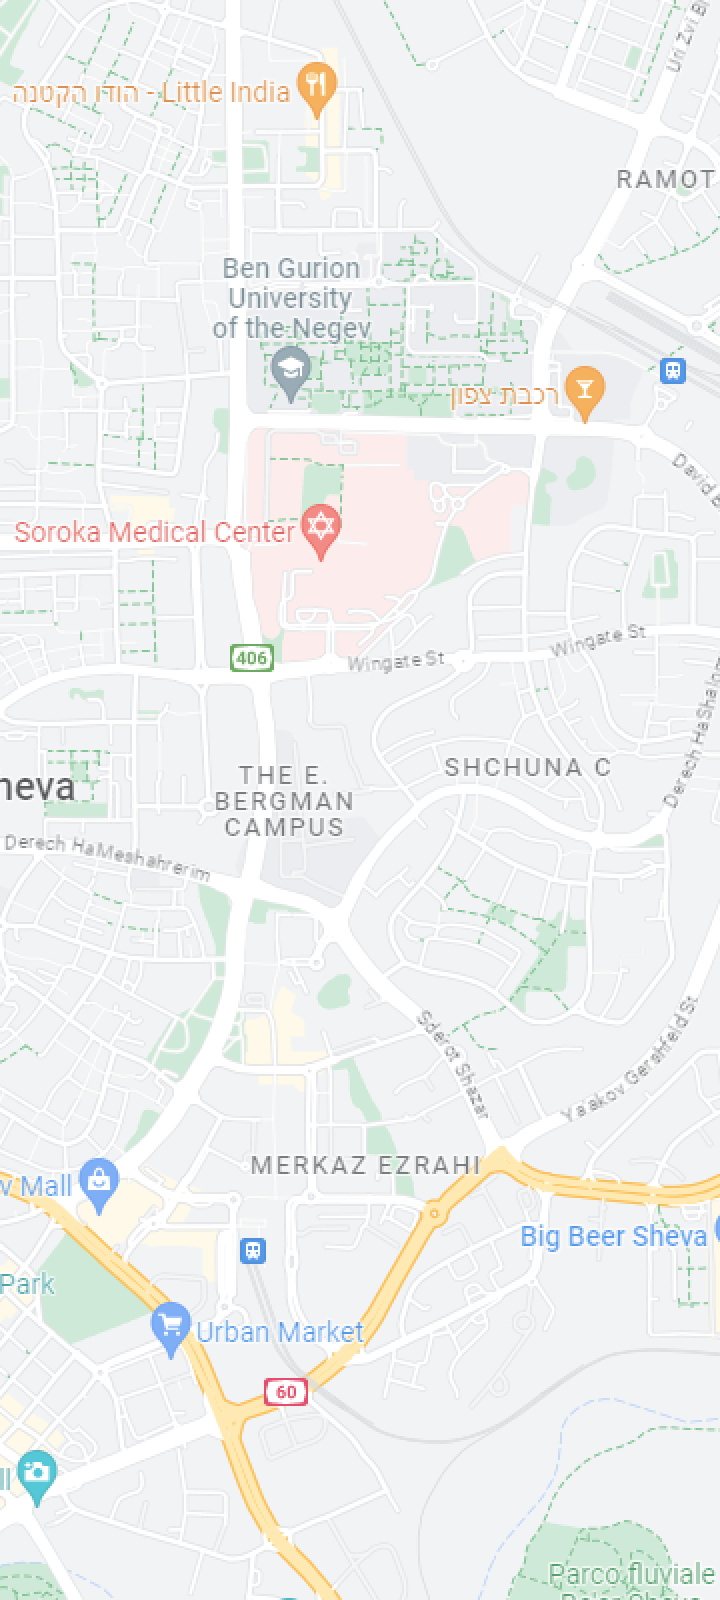 Uri Zvi
הודו הקטנה - Little India
RAMOT
Ben Gurion
University
of the Negev
רכבת צפון
David
Soroka Medical Center
406
Wingate St
Wingate St
Derech HaShalom
SHCHUNA C
heva
THE E.
BERGMAN
CAMPUS
Derech HaMeshahrerim
Sderot Shazar
Yaakov Gershfeld St
MERKAZ EZRAHI
Mall
Big Beer Sheva
Park
Urban Market
60
Parco fluviale